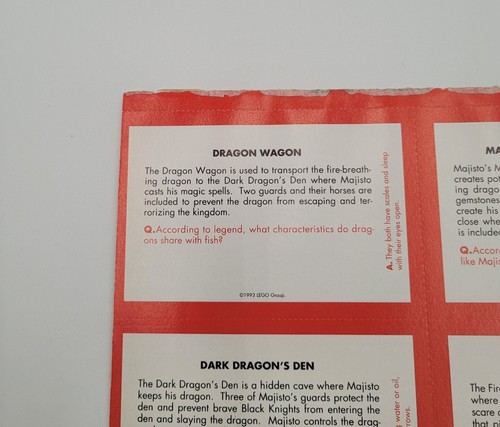 DRAGON WAGON
The Dragon Wagon is used to transport the fire-breath-
ing dragon to the Dark Dragon's Den where Majisto
casts his magic spells. Two guards and their horses are
included to prevent the dragon from escaping and ter-
rorizing the kingdom.
Q.According to legend, what characteristics do drag-
ons share with fish?
A. They both have scales and sleep
with their eyes open.
©1993 LEGO Group.
MA
Majisto's M
creates pot
ing drago
gemstones
create his
close whe
is include
Q.Accor
like Maji
DARK DRAGON'S DEN
The Dark Dragon's Den is a hidden cave where Majisto
keeps his dragon. Three of Majisto's guards protect the
den and prevent brave Black Knights from entering the
den and slaying the dragon. Majisto controls the drag-
water or oil,
rows.
The Fir
where
scare
that p